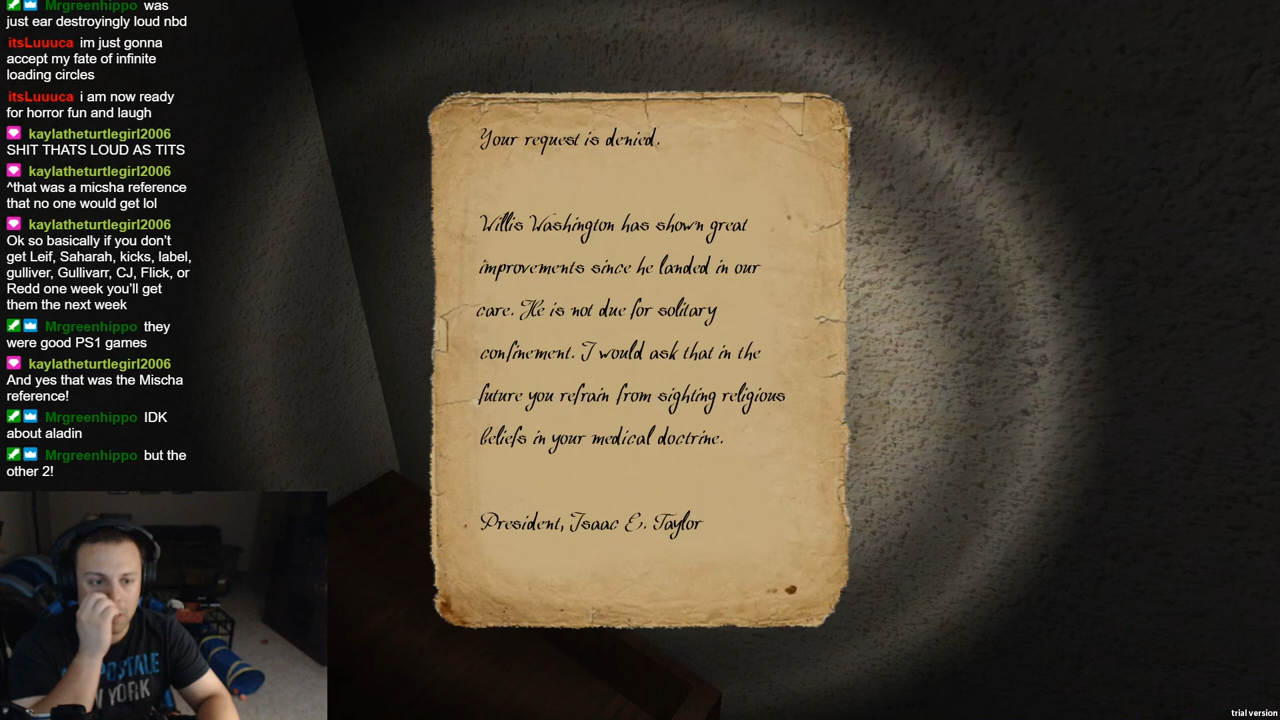 Mrgreenhippo was
just ear destroyingly loud nbd
itsLuuuca im just gonna
accept my fate of infinite
loading circles
itsLuuuca i am now ready
for horror fun and laugh
kaylatheturtlegirl2006
SHIT THATS LOUD AS TITS
kaylatheturtlegirl2006
^that was a micsha reference
that no one would get lol
kaylatheturtlegirl2006
Ok so basically if you don't
get Leif, Saharah, kicks, label,
gulliver, Gullivarr, CJ, Flick, or
Redd one week you'll get
them the next week
Mrgreenhippo they
were good PS1 games
kaylatheturtlegirl2006
And yes that was the Mischa
reference!
Mrgreenhippo IDK
about aladin
Mrgreenhippo but the
other 2!
Your request is denied.
Willis Washington has shown great
improvements since he landed in our
care. He is not due for solitary
confinement. I would ask that in the
future you refrain from sighting religious
beliefs in your medical doctrine.
President, Isaac E. Taylor
NEW YORK
trial version